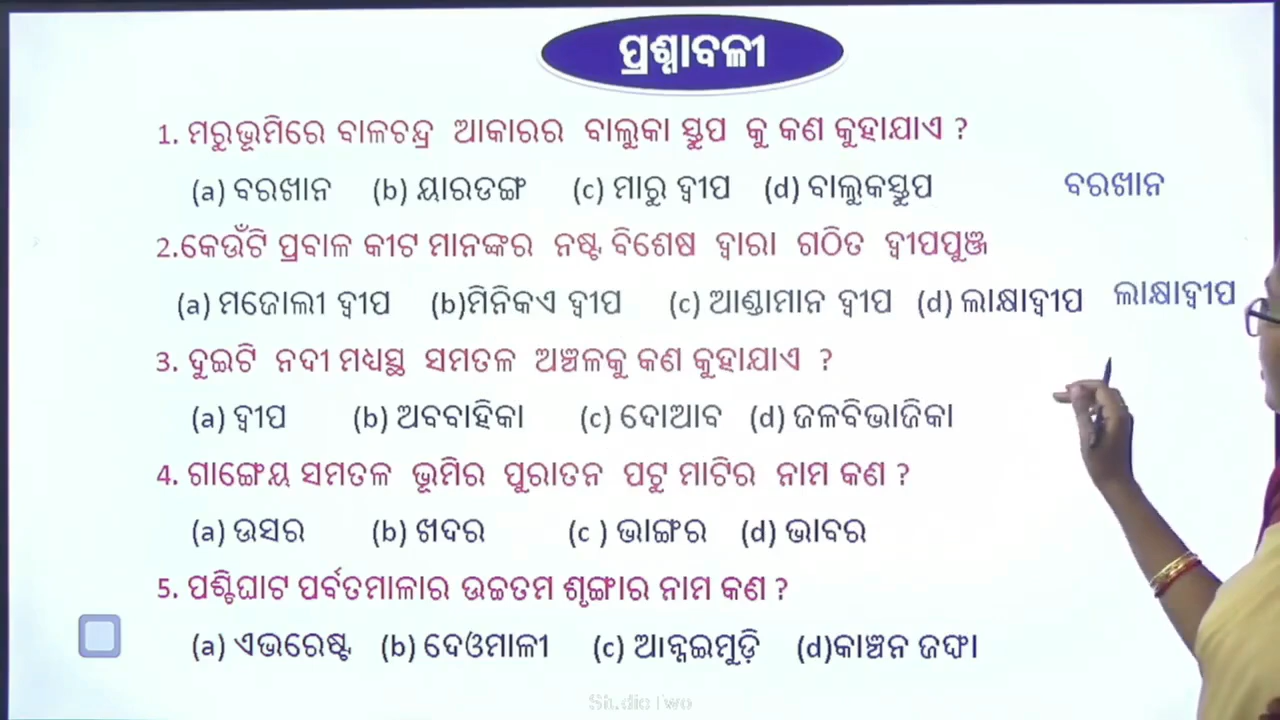 ପ୍ରଶ୍ନାବଳୀ
1. ମରୁଭୂମିରେ ବାଳଚନ୍ଦ୍ର ଆକାରର ବାଲୁକା ସ୍ତୁପ କୁ କଣ କୁହାଯାଏ ?
(a) ବରଖାନ (b) ୟାରଡଙ୍ଗ (c) ମାରୁ ଦ୍ୱୀପ (d) ବାଲୁକସ୍ତୁପ ବରଖାନ
2.କେଉଁଟି ପ୍ରବାଳ କୀଟ ମାନଙ୍କର ନଷ୍ଟ ବିଶେଷ ଦ୍ୱାରା ଗଠିତ ଦ୍ୱୀପପୁଞ୍ଜ
(a) ମଜୋଲୀ ଦ୍ୱୀପ (b)ମିନିକଏ ଦ୍ୱୀପ (c) ଆଣ୍ଡାମାନ ଦ୍ୱୀପ (d) ଲାକ୍ଷାଦ୍ୱୀପ ଲାକ୍ଷାଦ୍ୱୀପ
3. ଦୁଇଟି ନଦୀ ମଧ୍ୟସ୍ଥ ସମତଳ ଅଞ୍ଚଳକୁ କଣ କୁହାଯାଏ ?
(a) ଦ୍ୱୀପ (b) ଅବବାହିକା (c) ଦୋଆବ (d) ଜଳବିଭାଜିକା
4. ଗାଙ୍ଗେୟ ସମତଳ ଭୂମିର ପୁରାତନ ପଟୁ ମାଟିର ନାମ କଣ ?
(a) ଉସର (b) ଖଦର (c ) ଭାଙ୍ଗର (d) ଭାବର
5. ପଶ୍ଚିଘାଟ ପର୍ବତମାଳାର ଉଚ୍ଚତମ ଶୃଙ୍ଗାର ନାମ କଣ ?
(a) ଏଭରେଷ୍ଟ (b) ଦେଓମାଳୀ (c) ଆନ୍ନାଇମୁଡ଼ି (d)କାଞ୍ଚନ ଜଙ୍ଘା
Studio Two